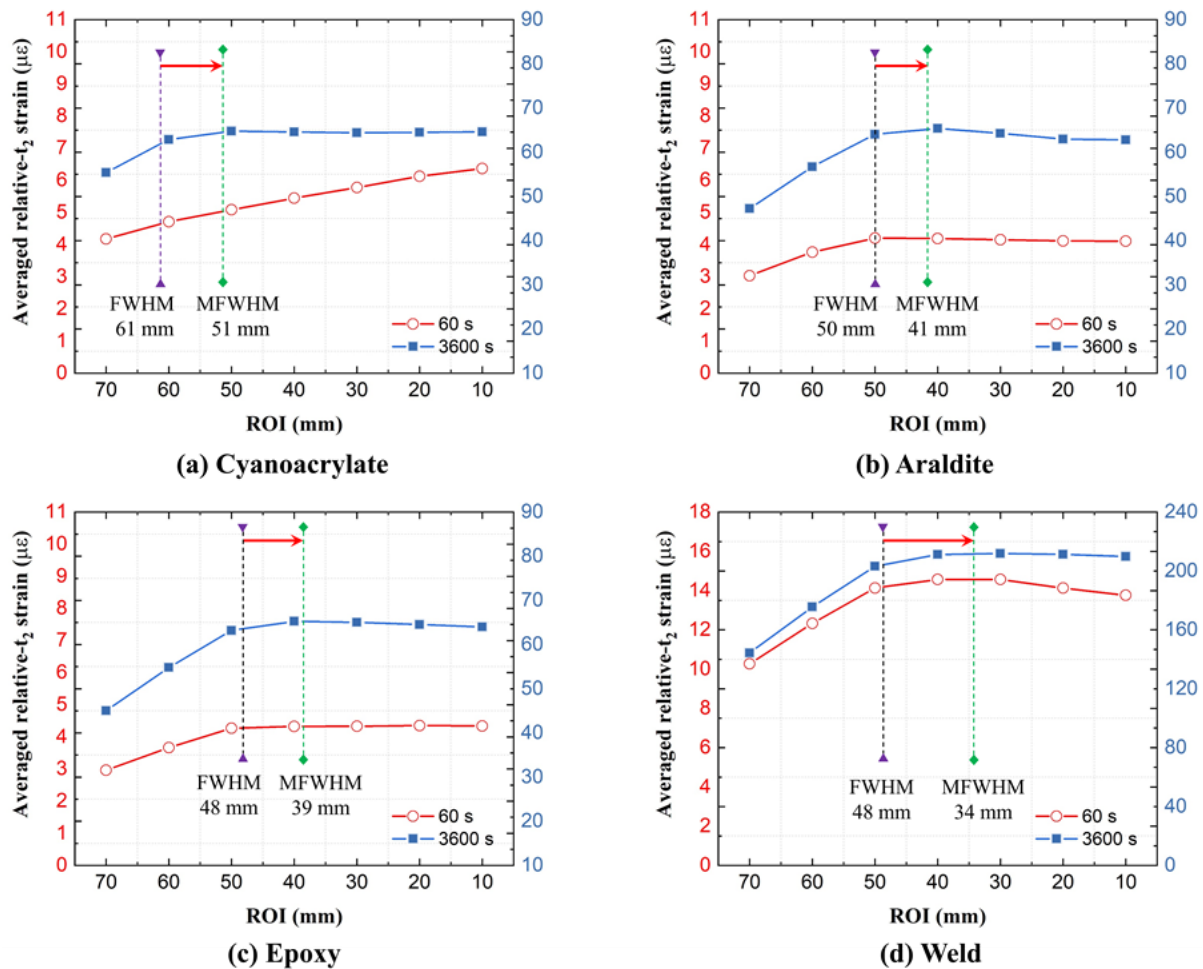 11
10
9
8
7
6
5
4
3
2
1
0
Averaged relative-t₂ strain (με)
90
80
70
60
50
40
30
20
10
FWHM
61 mm
MFWHM
51 mm
60 s
3600 s
70 60 50 40 30 20 10
ROI (mm)
(a) Cyanoacrylate
11
10
9
8
7
6
5
4
3
2
1
0
Averaged relative-t₂ strain (με)
90
80
70
60
50
40
30
20
10
FWHM
50 mm
MFWHM
41 mm
60 s
3600 s
70 60 50 40 30 20 10
ROI (mm)
(b) Araldite
11
10
9
8
7
6
5
4
3
2
1
0
Averaged relative-t₂ strain (με)
90
80
70
60
50
40
30
20
10
FWHM
48 mm
MFWHM
39 mm
60 s
3600 s
70 60 50 40 30 20 10
ROI (mm)
(c) Epoxy
18
16
14
12
10
8
6
4
2
0
Averaged relative-t₂ strain (με)
240
200
160
120
80
40
0
FWHM
48 mm
MFWHM
34 mm
60 s
3600 s
70 60 50 40 30 20 10
ROI (mm)
(d) Weld